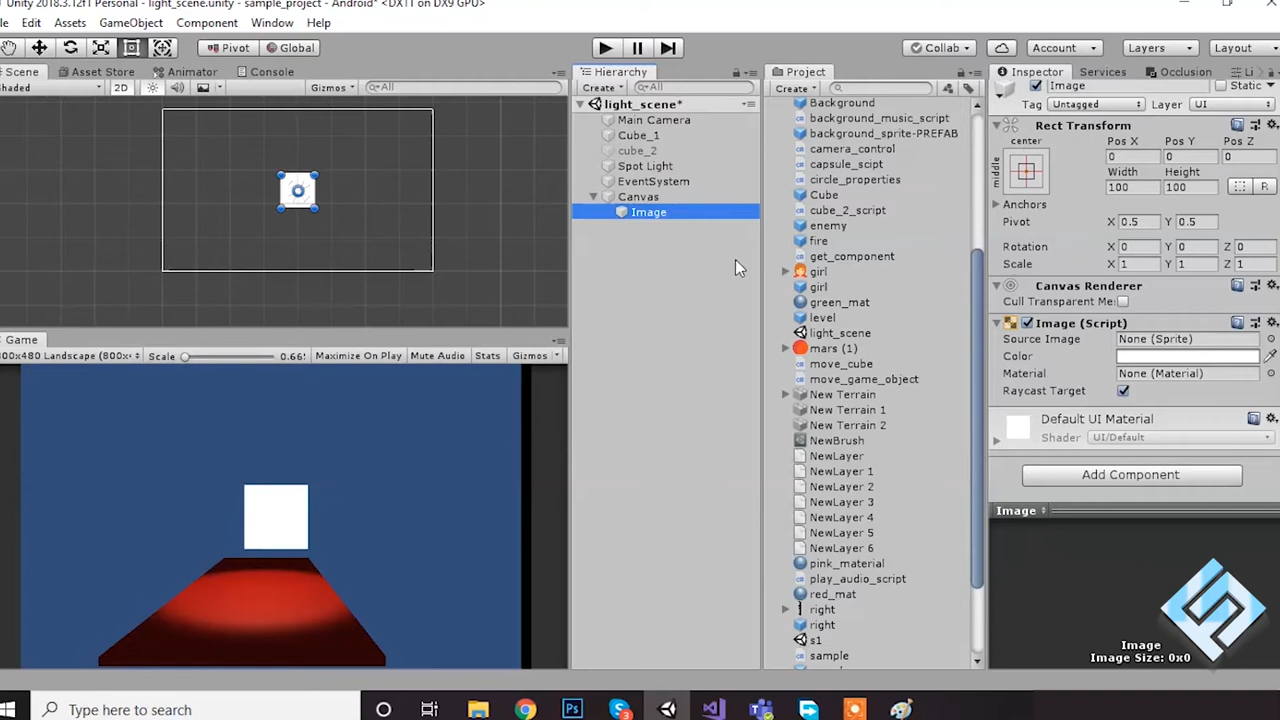 Unity 2018.3.12f1 Personal - light_scene.unity - sample_project - Android* <DX11 on DX9 GPU>
Edit Assets GameObject Component Window Help
Pivot Global Collab Account Layers Layout
Scene Asset Store Animator Console
Shaded 2D Gizmos All
Game
800x480 Landscape (800x Scale 0.66 Maximize On Play Mute Audio Stats Gizmos
Hierarchy
Create All
light_scene*
Main Camera
Cube_1
cube_2
Spot Light
EventSystem
Canvas
Image
Project
Create
Background
background_music_script
background_sprite-PREFAB
camera_control
capsule_scipt
circle_properties
Cube
cube_2_script
enemy
fire
get_component
girl
girl
green_mat
level
light_scene
mars (1)
move_cube
move_game_object
New Terrain
New Terrain 1
New Terrain 2
NewBrush
NewLayer
NewLayer 1
NewLayer 2
NewLayer 3
NewLayer 4
NewLayer 5
NewLayer 6
pink_material
play_audio_script
red_mat
right
right
s1
sample
Inspector Services Occlusion Li
Image Static
Tag Untagged Layer UI
Rect Transform
center Pos X Pos Y Pos Z
middle 0 0 0
Width Height
100 100 R
Anchors
Pivot X 0.5 Y 0.5
Rotation X 0 Y 0 Z 0
Scale X 1 Y 1 Z 1
Canvas Renderer
Cull Transparent Me
Image (Script)
Source Image None (Sprite)
Color
Material None (Material)
Raycast Target
Default UI Material
Shader UI/Default
Add Component
Image
Image
Image Size: 0x0
Type here to search